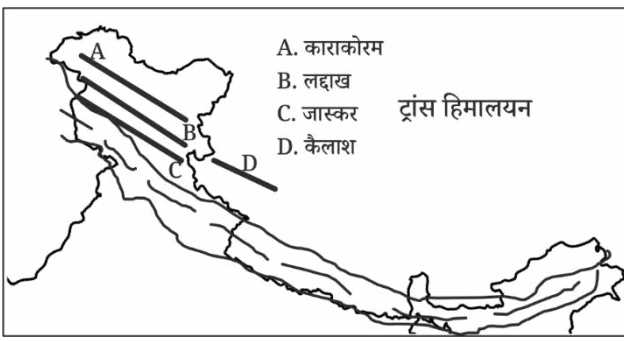 A
B
C
D
A. काराकोरम
B. लद्दाख
C. जास्कर ट्रांस हिमालयन
D. कैलाश